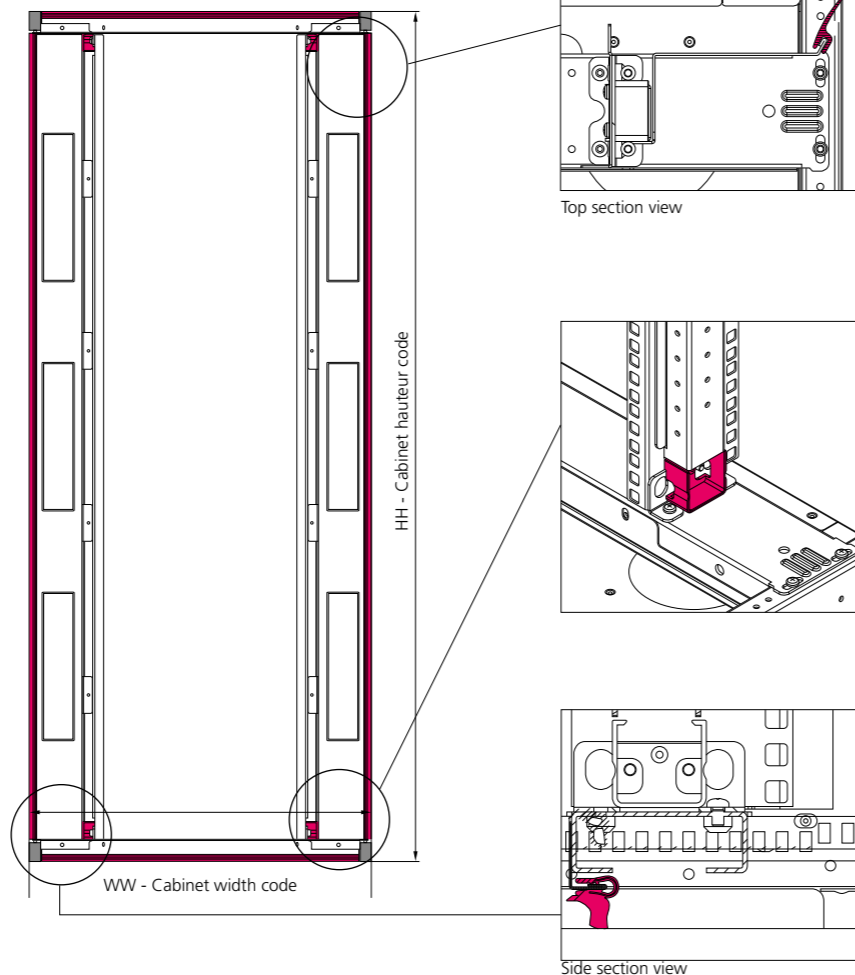 Top section view
HH - Cabinet hauteur code
WW - Cabinet width code
Side section view